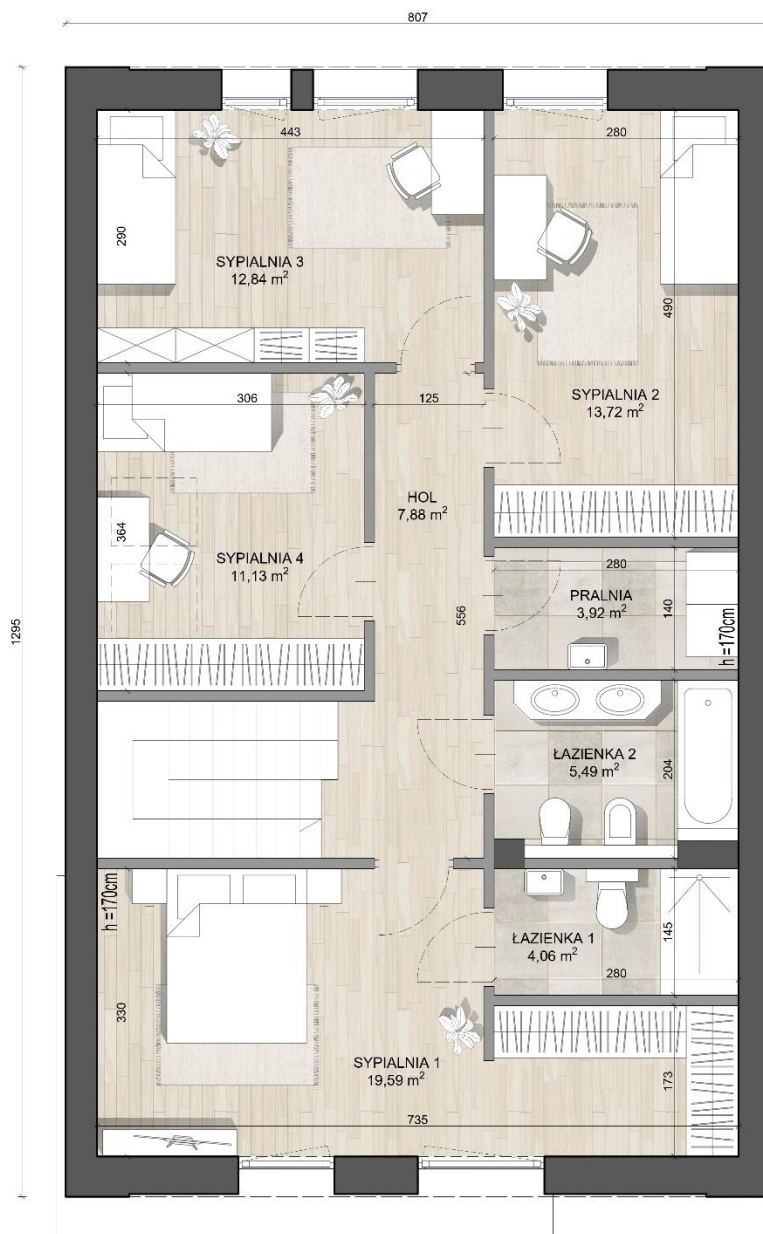 807
443
280
290
SYPIALNIA 3
12,84 m²
490
SYPIALNIA 2
13,72 m²
306
125
HOL
7,88 m²
364
SYPIALNIA 4
11,13 m²
280
PRALNIA
3,92 m²
140
h =170cm
556
1295
ŁAZIENKA 2
5,49 m²
204
h =170cm
ŁAZIENKA 1
4,06 m²
145
280
330
SYPIALNIA 1
19,59 m²
173
735